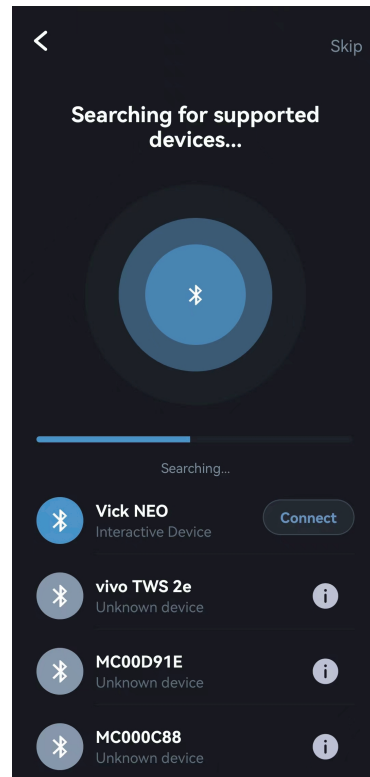 Skip
Searching for supported
devices...
Searching...
Vick NEO
Interactive Device
Connect
vivo TWS 2e
Unknown device
MC00D91E
Unknown device
MC000C88
Unknown device